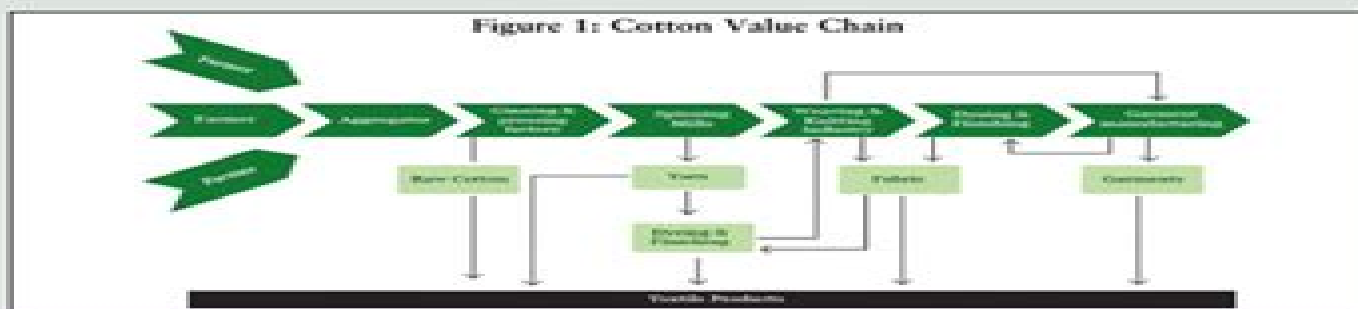 Figure 1: Cotton Value Chain
Farmer
Farmers
Aggregator
Ginning &
pressing
factory
Spinning
Mills
Weaving &
Knitting
Industry
Dyeing &
Finishing
Garment
manufacturing
Farmer
Raw Cotton
Yarn
Fabric
Garments
Dyeing &
Finishing
Textile Products